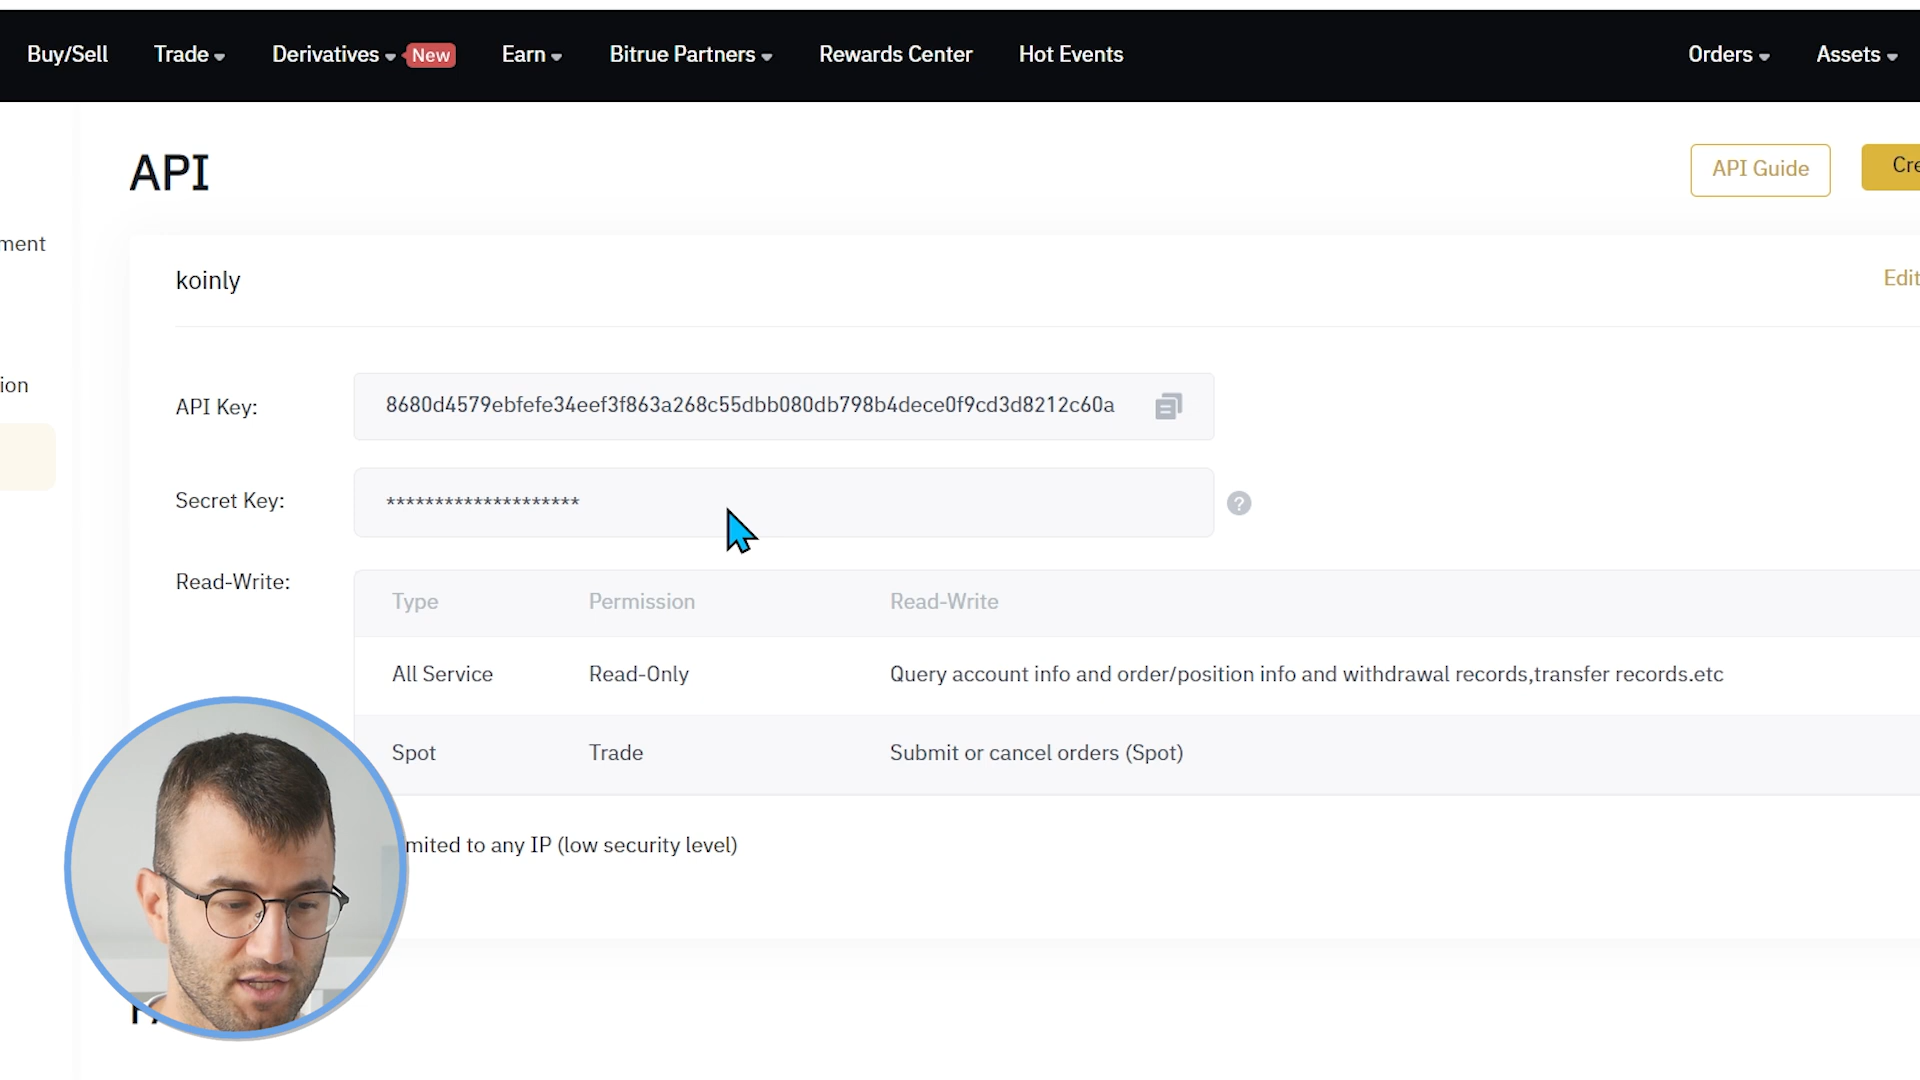 Buy/Sell Trade Derivatives New Earn Bitrue Partners Rewards Center Hot Events Orders Assets
API
API Guide
Cre
ment
koinly
Edit
ion
API Key:
8680d4579ebfefe34eef3f863a268c55dbb080db798b4dece0f9cd3d8212c60a
Secret Key:
********************
?
Read-Write:
Type Permission Read-Write
All Service Read-Only Query account info and order/position info and withdrawal records,transfer records.etc
Spot Trade Submit or cancel orders (Spot)
mited to any IP (low security level)